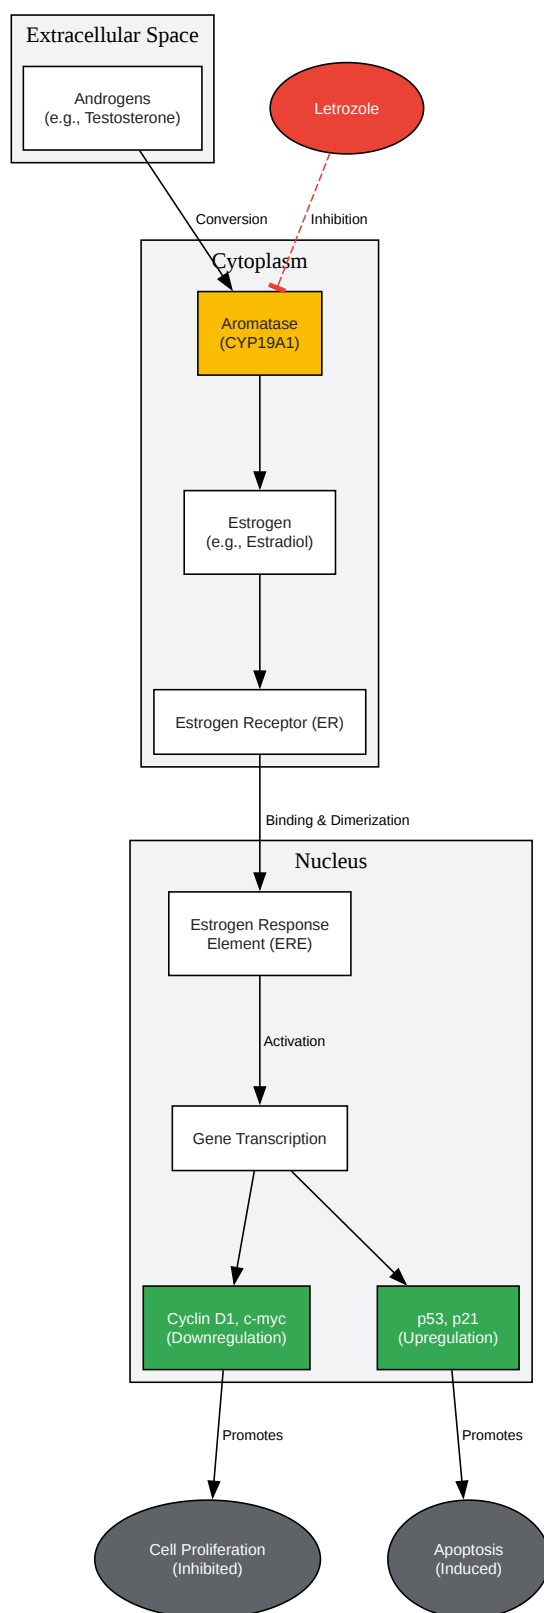 Extracellular Space
Androgens
(e.g., Testosterone)
Letrozole
Conversion
Inhibition
Cytoplasm
Aromatase
(CYP19A1)
Estrogen
(e.g., Estradiol)
Estrogen Receptor (ER)
Binding & Dimerization
Nucleus
Estrogen Response
Element (ERE)
Activation
Gene Transcription
Cyclin D1, c-myc
(Downregulation)
p53, p21
(Upregulation)
Promotes
Promotes
Cell Proliferation
(Inhibited)
Apoptosis
(Induced)